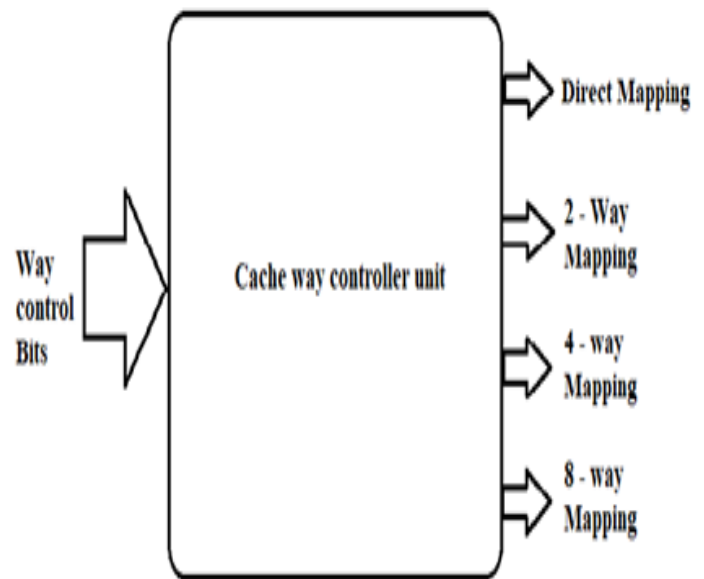 Way
control
Bits
Cache way controller unit
Direct Mapping
2 - Way
Mapping
4 - way
Mapping
8 - way
Mapping